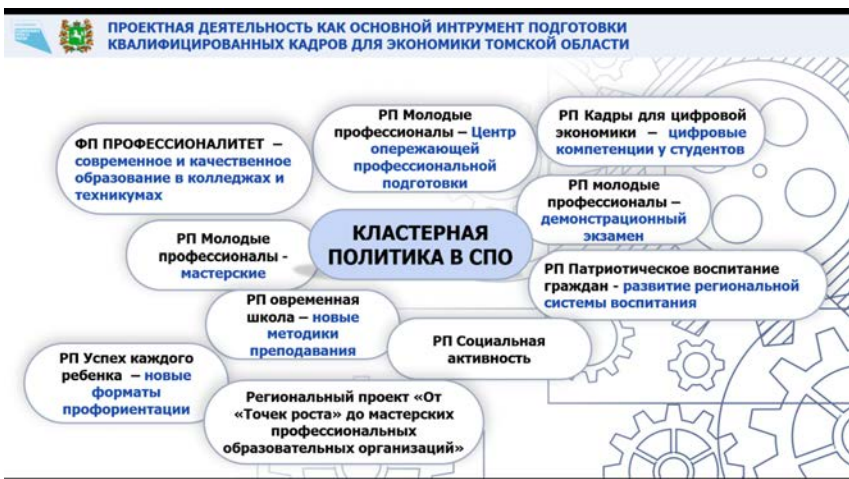 ПРОЕКТНАЯ ДЕЯТЕЛЬНОСТЬ КАК ОСНОВНОЙ ИНТРУМЕНТ ПОДГОТОВКИ
КВАЛИФИЦИРОВАННЫХ КАДРОВ ДЛЯ ЭКОНОМИКИ ТОМСКОЙ ОБЛАСТИ
ФП ПРОФЕССИОНАЛИТЕТ –
современное и качественное
образование в колледжах и
техникумах
РП Молодые
профессионалы – Центр
опережающей
профессиональной
подготовки
РП Кадры для цифровой
экономики – цифровые
компетенции у студентов
РП молодые
профессионалы –
демонстрационный
экзамен
РП Молодые
профессионалы -
мастерские
КЛАСТЕРНАЯ
ПОЛИТИКА В СПО
РП Патриотическое воспитание
граждан - развитие региональной
системы воспитания
РП овременная
школа – новые
методики
преподавания
РП Социальная
активность
РП Успех каждого
ребенка – новые
форматы
профориентации
Региональный проект «От
«Точек роста» до мастерских
профессиональных
образовательных организаций»